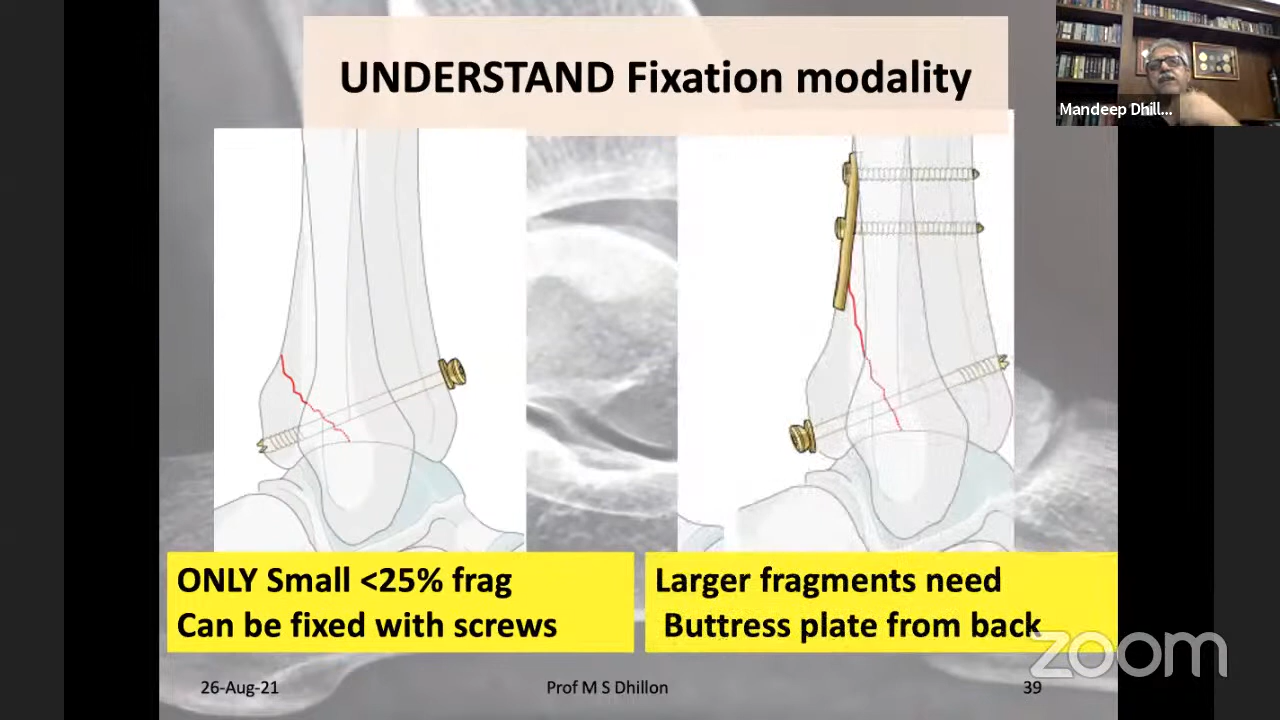 UNDERSTAND Fixation modality
Mandeep Dhill...
ONLY Small <25% frag
Can be fixed with screws
Larger fragments need
Buttress plate from back
zoom
26-Aug-21
Prof M S Dhillon
39